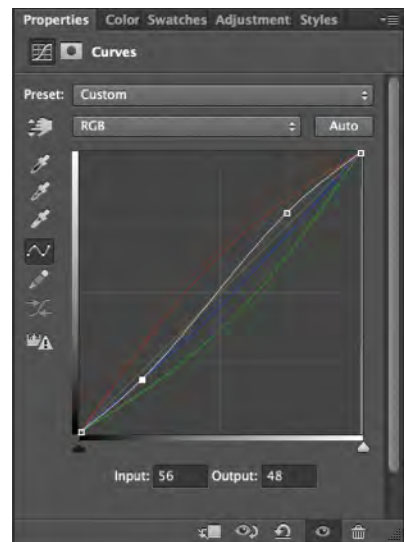 Properties Color Swatches Adjustment Styles
Curves
Preset: Custom
RGB Auto
Input: 56 Output: 48